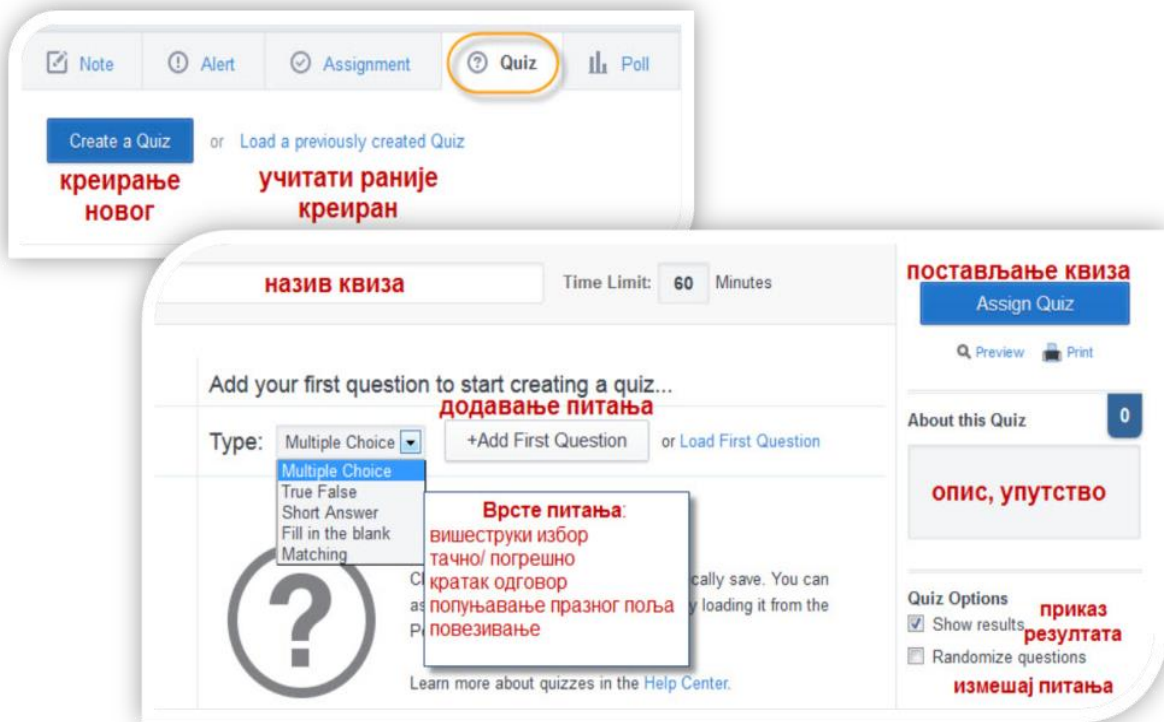 Note Alert Assignment Quiz Poll
Create a Quiz or Load a previously created Quiz
креирање
новог
учитати раније
креиран
назив квиза
Time Limit: 60 Minutes
постављање квиза
Assign Quiz
Preview Print
Add your first question to start creating a quiz...
додавање питања
Type: Multiple Choice +Add First Question or Load First Question
Multiple Choice
True False
Short Answer
Fill in the blank
Matching
Врсте питања:
вишеструки избор
тачно/ погрешно
кратак одговор
попуњавање празног поља
повезивање
cally save. You can
loading it from the
Learn more about quizzes in the Help Center.
About this Quiz 0
опис, упутство
Quiz Options
Show results
приказ
резултата
Randomize questions
измешај питања